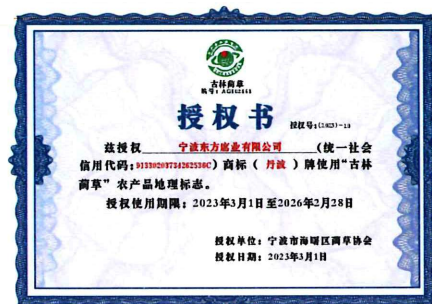 古林蔺草
授权书
授权号:(2023)-10
兹授权 宁波东方席业有限公司 (统一社会
信用代码: ) 商标( 丹波 )牌使用“古林
蔺草”农产品地理标志。
授权使用期限:2023年3月1日至2026年2月28日
授权单位:宁波市海曙区蔺草协会
授权日期:2023年3月1日